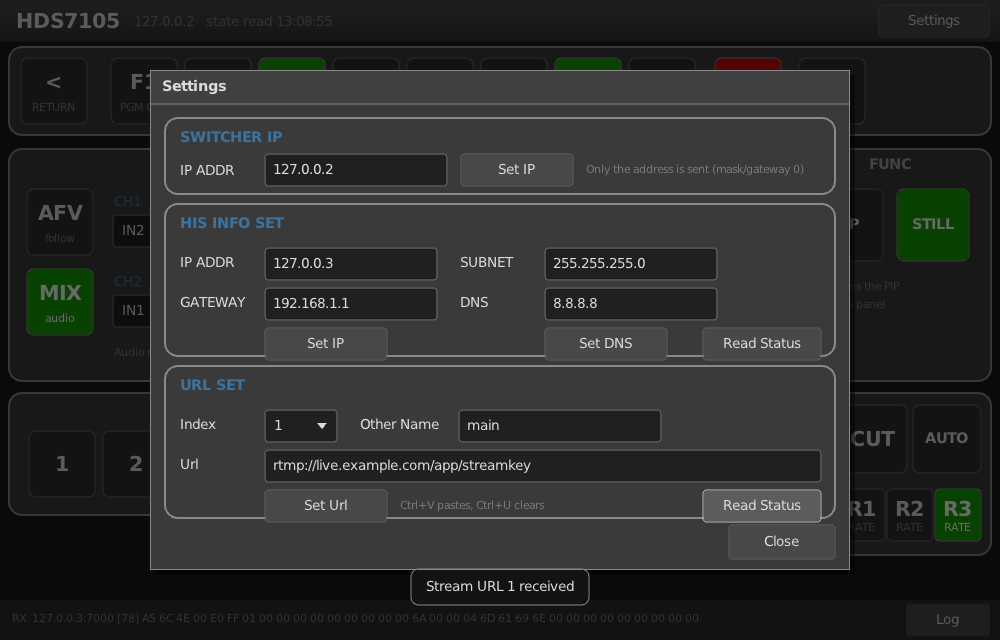 HDS7105 127.0.0.2 state read 13:08:55 Settings
<
RETURN
Settings
SWITCHER IP
IP ADDR 127.0.0.2 Set IP Only the address is sent (mask/gateway 0)
HIS INFO SET
IP ADDR 127.0.0.3 SUBNET 255.255.255.0
GATEWAY 192.168.1.1 DNS 8.8.8.8
Set IP Set DNS Read Status
URL SET
Index 1 Other Name main
Url rtmp://live.example.com/app/streamkey
Set Url Ctrl+V pastes, Ctrl+U clears Read Status
Close
AFV
follow
CH1
IN2
MIX
audio
CH2
IN1
Audio
FUNC
P STILL
s the PIP
panel
1 2
CUT AUTO
R1 R2 R3
RATE RATE
Stream URL 1 received
RX 127.0.0.3:7000 [78] A5 6C 4E 00 E0 FF 01 00 00 00 00 00 00 00 00 00 6A 00 00 04 6D 61 69 6E 00 00 00 00 00 00 00 00 00 Log